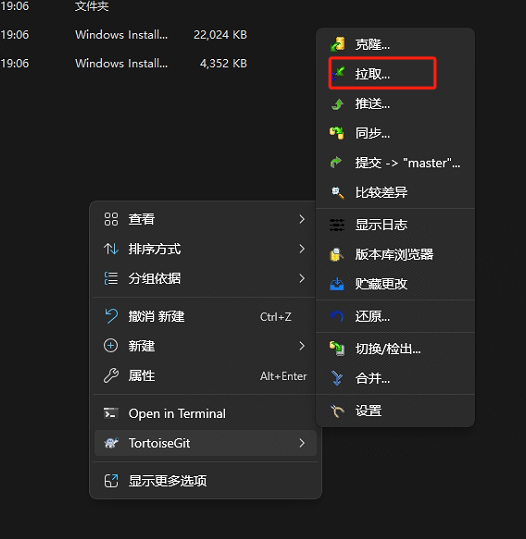 19:06 文件夹
19:06 Windows Install... 22,024 KB
19:06 Windows Install... 4,352 KB
克隆...
拉取...
推送...
同步...
提交 -> "master"...
比较差异
显示日志
版本库浏览器
贮藏更改
还原...
切换/检出...
合并...
设置
查看
排序方式
分组依据
撤消 新建 Ctrl+Z
新建
属性 Alt+Enter
Open in Terminal
TortoiseGit
显示更多选项